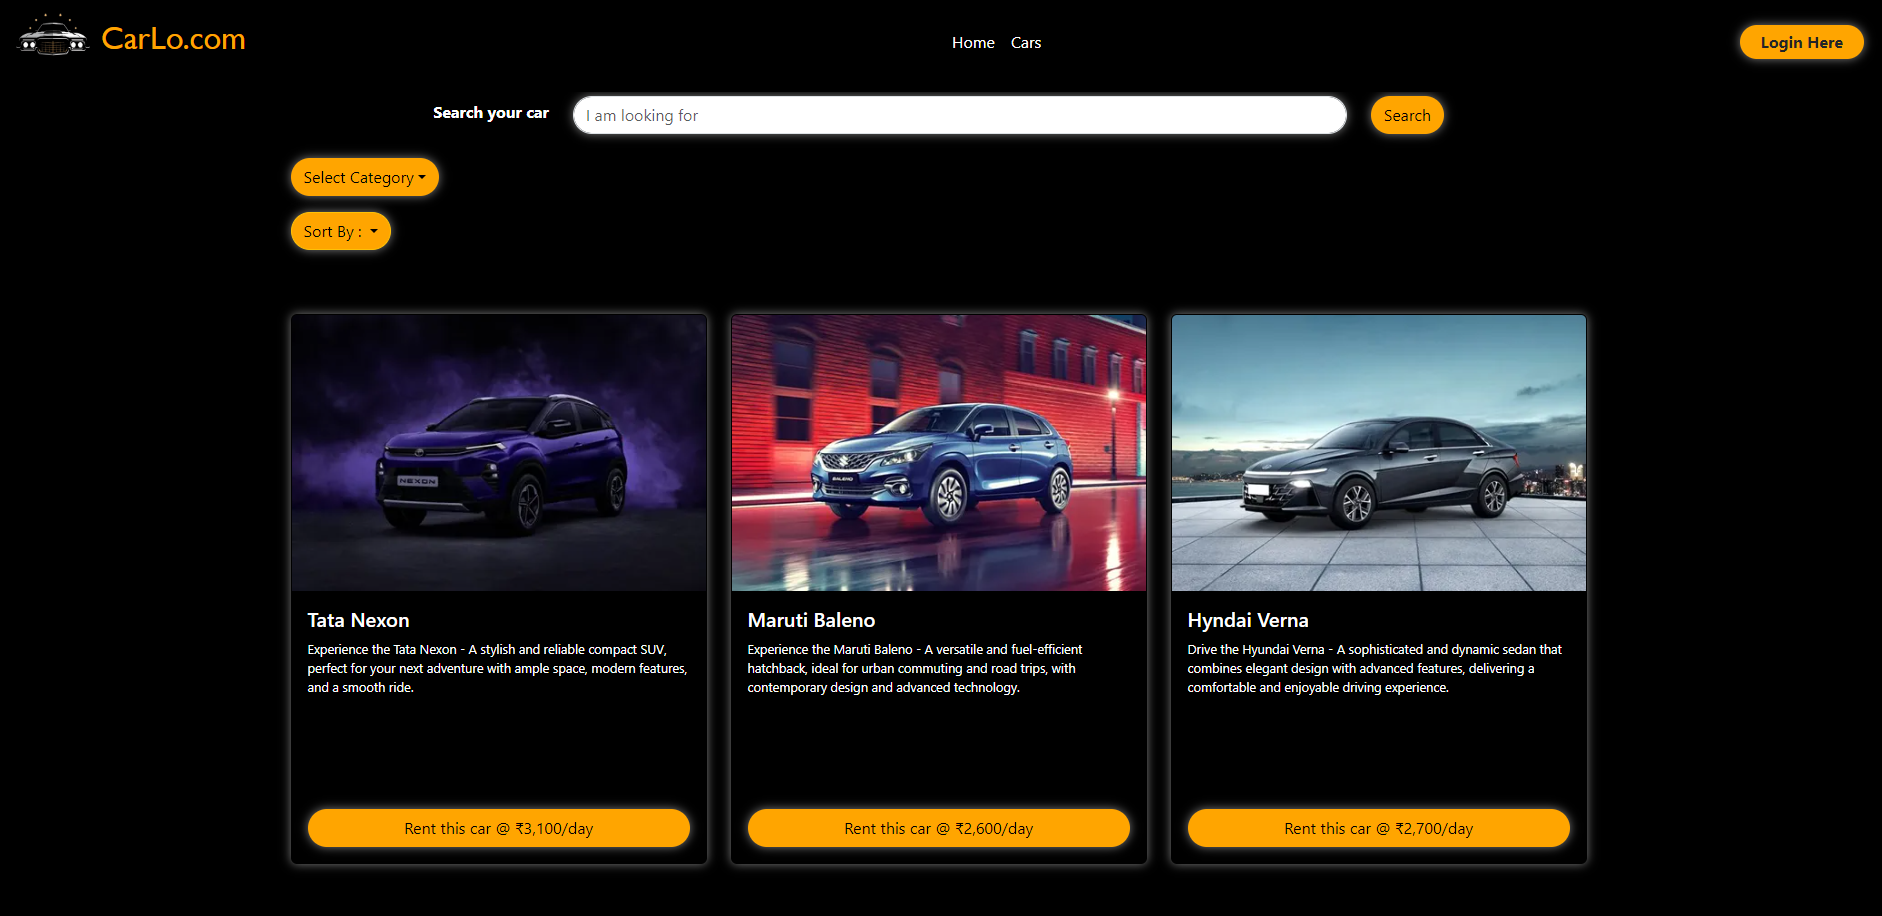 CarLo.com
Home Cars
Login Here
Search your car
I am looking for
Search
Select Category
Sort By :
NEXON
BALENO
Tata Nexon
Experience the Tata Nexon - A stylish and reliable compact SUV,
perfect for your next adventure with ample space, modern features,
and a smooth ride.
Rent this car @ ₹3,100/day
Maruti Baleno
Experience the Maruti Baleno - A versatile and fuel-efficient
hatchback, ideal for urban commuting and road trips, with
contemporary design and advanced technology.
Rent this car @ ₹2,600/day
Hyndai Verna
Drive the Hyundai Verna - A sophisticated and dynamic sedan that
combines elegant design with advanced features, delivering a
comfortable and enjoyable driving experience.
Rent this car @ ₹2,700/day